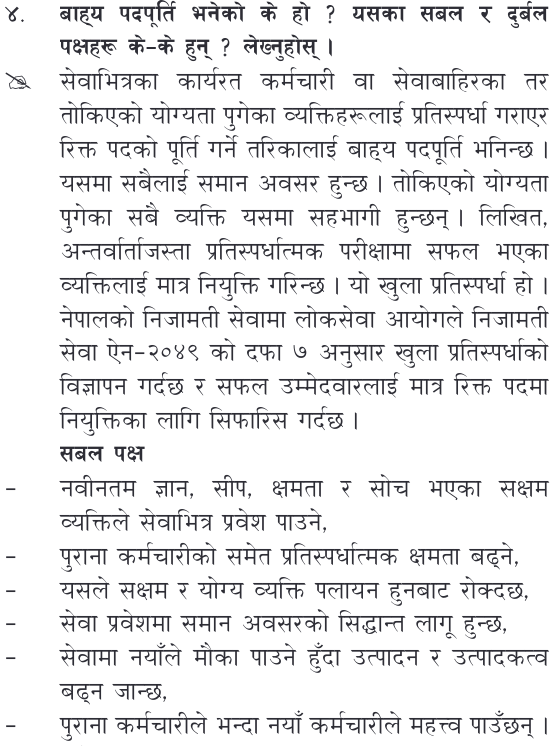 ४. बाह्य पदपूर्ति भनेको के हो ? यसका सबल र दुर्बल
पक्षहरू के-के हुन् ? लेख्नुहोस् ।
सेवाभित्रका कार्यरत कर्मचारी वा सेवाबाहिरका तर
तोकिएको योग्यता पुगेका व्यक्तिहरूलाई प्रतिस्पर्धा गराएर
रिक्त पदको पूर्ति गर्ने तरिकालाई बाह्य पदपूर्ति भनिन्छ ।
यसमा सबैलाई समान अवसर हुन्छ । तोकिएको योग्यता
पुगेका सबै व्यक्ति यसमा सहभागी हुन्छन् । लिखित,
अन्तर्वार्ताजस्ता प्रतिस्पर्धात्मक परीक्षामा सफल भएका
व्यक्तिलाई मात्र नियुक्ति गरिन्छ । यो खुला प्रतिस्पर्धा हो ।
नेपालको निजामती सेवामा लोकसेवा आयोगले निजामती
सेवा ऐन-२०४९ को दफा ७ अनुसार खुला प्रतिस्पर्धाको
विज्ञापन गर्दछ र सफल उम्मेदवारलाई मात्र रिक्त पदमा
नियुक्तिका लागि सिफारिस गर्दछ ।
सबल पक्ष
- नवीनतम ज्ञान, सीप, क्षमता र सोच भएका सक्षम
व्यक्तिले सेवाभित्र प्रवेश पाउने,
- पुराना कर्मचारीको समेत प्रतिस्पर्धात्मक क्षमता बढ्ने,
- यसले सक्षम र योग्य व्यक्ति पलायन हुनबाट रोक्दछ,
- सेवा प्रवेशमा समान अवसरको सिद्धान्त लागू हुन्छ,
- सेवामा नयाँले मौका पाउने हुँदा उत्पादन र उत्पादकत्व
बढ्न जान्छ,
- पुराना कर्मचारीले भन्दा नयाँ कर्मचारीले महत्त्व पाउँछन् ।